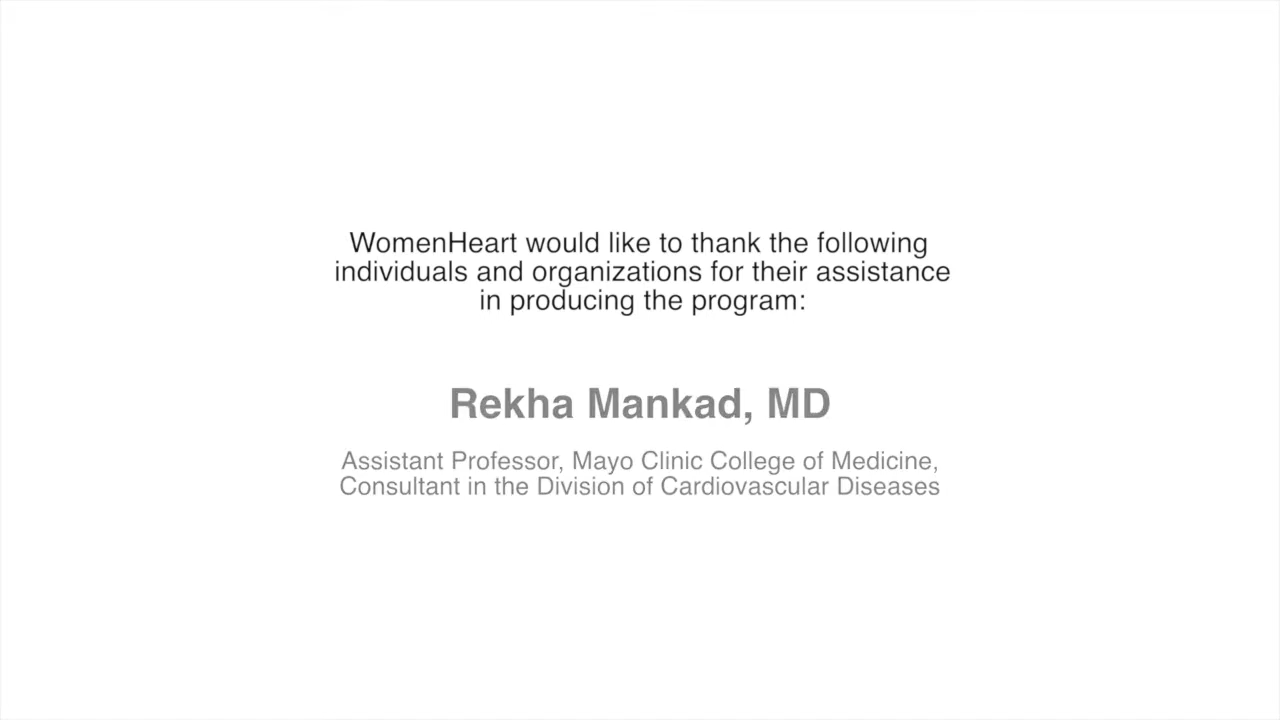 WomenHeart would like to thank the following
individuals and organizations for their assistance
in producing the program:
Rekha Mankad, MD
Assistant Professor, Mayo Clinic College of Medicine,
Consultant in the Division of Cardiovascular Diseases